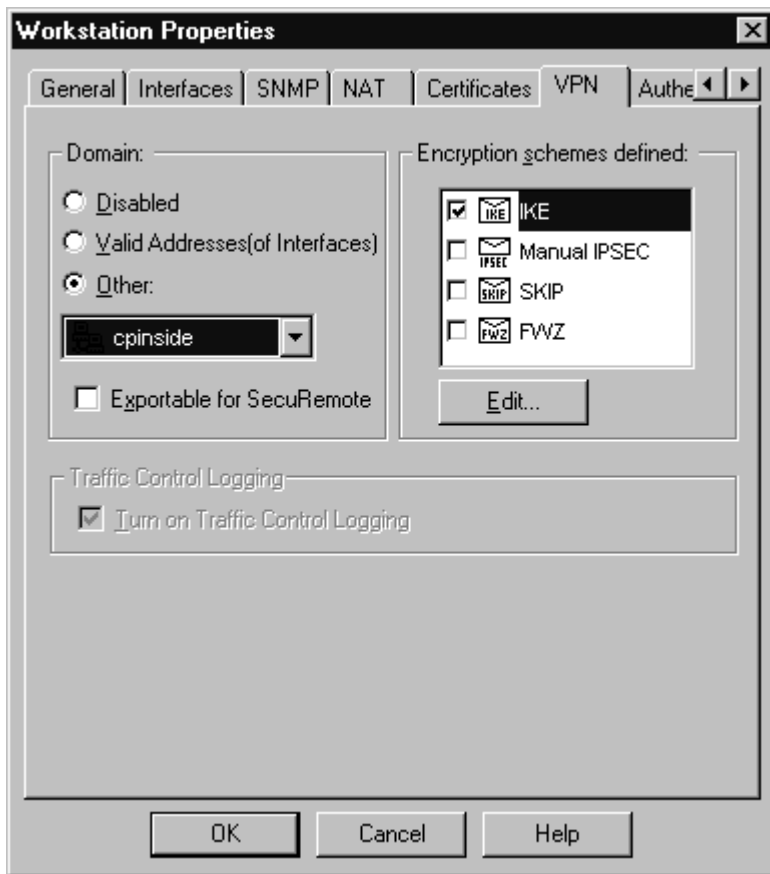 Workstation Properties
General Interfaces SNMP NAT Certificates VPN Authe
Domain:
Disabled
Valid Addresses(of Interfaces)
Other:
cpinside
Exportable for SecuRemote
Encryption schemes defined:
IKE IKE
IPSEC Manual IPSEC
SKIP SKIP
FWZ FWZ
Edit...
Traffic Control Logging
Turn on Traffic Control Logging
OK Cancel Help